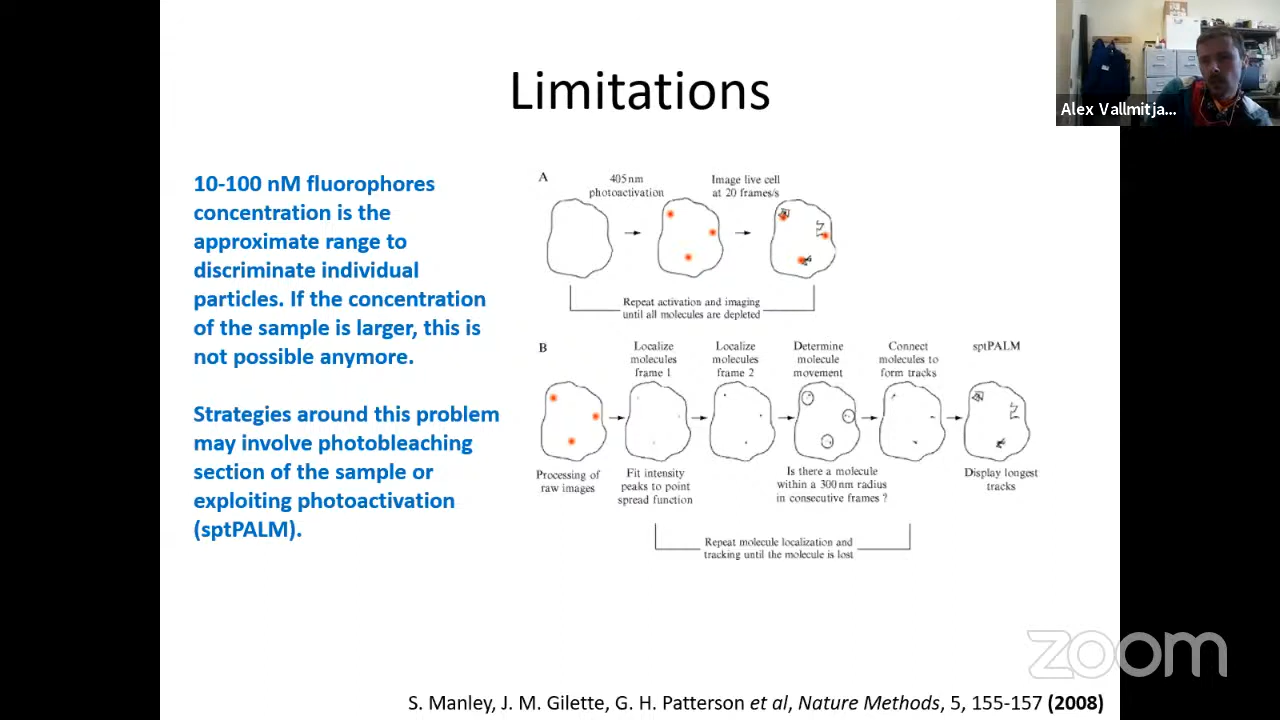 Limitations
Alex Vallmitja...
10-100 nM fluorophores
concentration is the
approximate range to
discriminate individual
particles. If the concentration
of the sample is larger, this is
not possible anymore.
Strategies around this problem
may involve photobleaching
section of the sample or
exploiting photoactivation
(sptPALM).
A
405 nm
photoactivation
Image live cell
at 20 frames/s
Repeat activation and imaging
until all molecules are depleted
B
Localize
molecules
frame 1
Localize
molecules
frame 2
Determine
molecule
movement
Connect
molecules to
form tracks
sptPALM
Processing of
raw images
Fit intensity
peaks to point
spread function
Is there a molecule
within a 300 nm radius
in consecutive frames ?
Display longest
tracks
Repeat molecule localization and
tracking until the molecule is lost
zoom
S. Manley, J. M. Gilette, G. H. Patterson et al, Nature Methods, 5, 155-157 (2008)